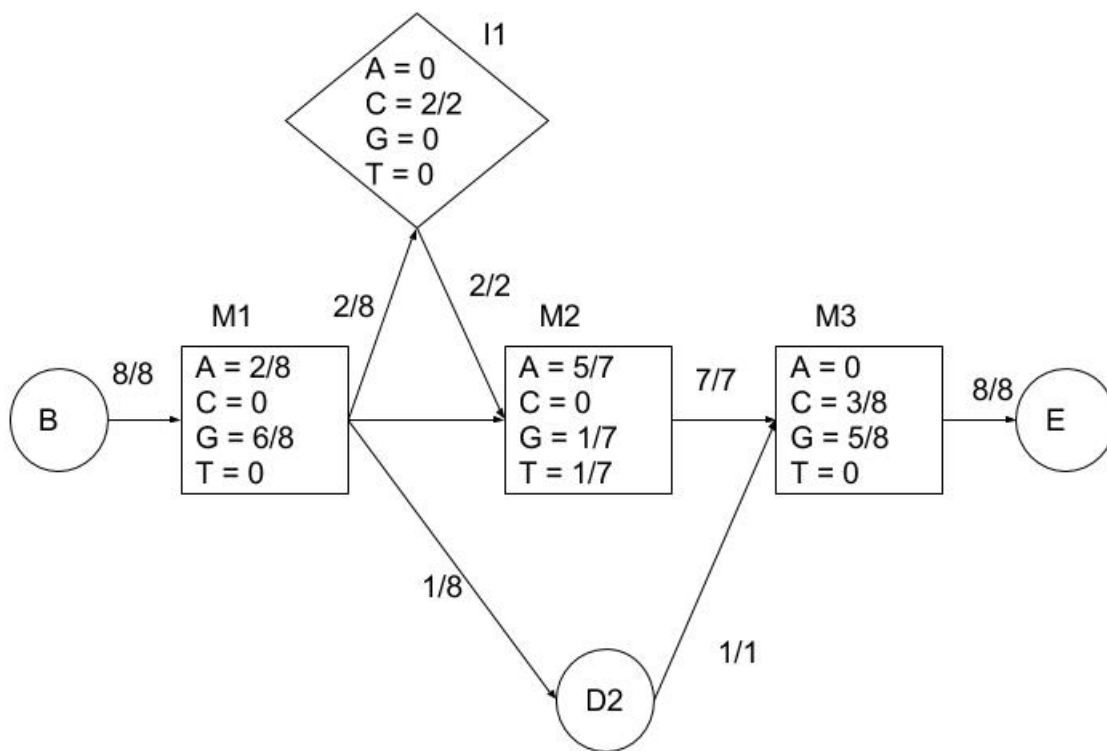 I1
A = 0
C = 2/2
G = 0
T = 0
2/8
2/2
M1
M2
M3
8/8
A = 2/8
C = 0
G = 6/8
T = 0
A = 5/7
C = 0
G = 1/7
T = 1/7
7/7
A = 0
C = 3/8
G = 5/8
T = 0
8/8
B
E
1/8
1/1
D2